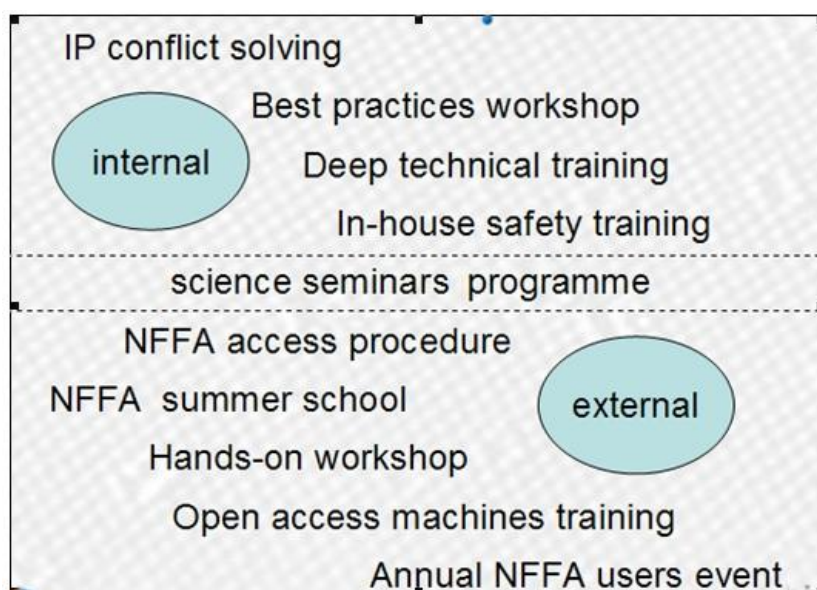 IP conflict solving
Best practices workshop
internal
Deep technical training
In-house safety training
science seminars programme
NFFA access procedure
NFFA summer school
external
Hands-on workshop
Open access machines training
Annual NFFA users event